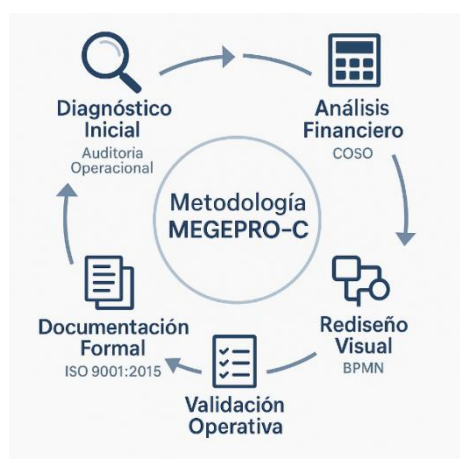 Diagnóstico
Inicial
Auditoria
Operacional
Análisis
Financiero
COSO
Metodología
MEGEPRO-C
Rediseño
Visual
BPMN
Validación
Operativa
Documentación
Formal
ISO 9001:2015